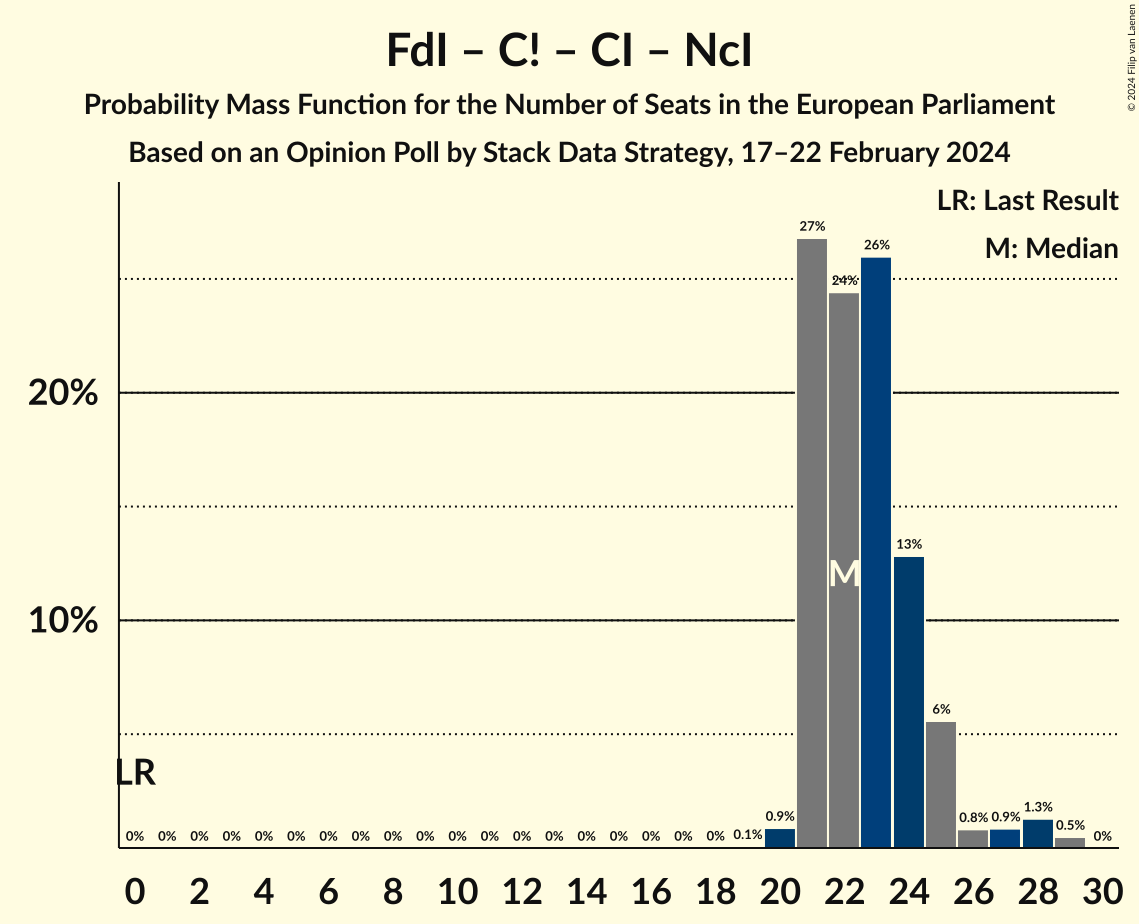 FdI – C! – CI – NcI
Probability Mass Function for the Number of Seats in the European Parliament
Based on an Opinion Poll by Stack Data Strategy, 17–22 February 2024
© 2024 Filip van Laenen
LR: Last Result
M: Median
20%
10%
LR
M
0% 0% 0% 0% 0% 0% 0% 0% 0% 0% 0% 0% 0% 0% 0% 0% 0% 0% 0% 0.1% 0.9% 27% 24% 26% 13% 6% 0.8% 0.9% 1.3% 0.5% 0%
0 2 4 6 8 10 12 14 16 18 20 22 24 26 28 30